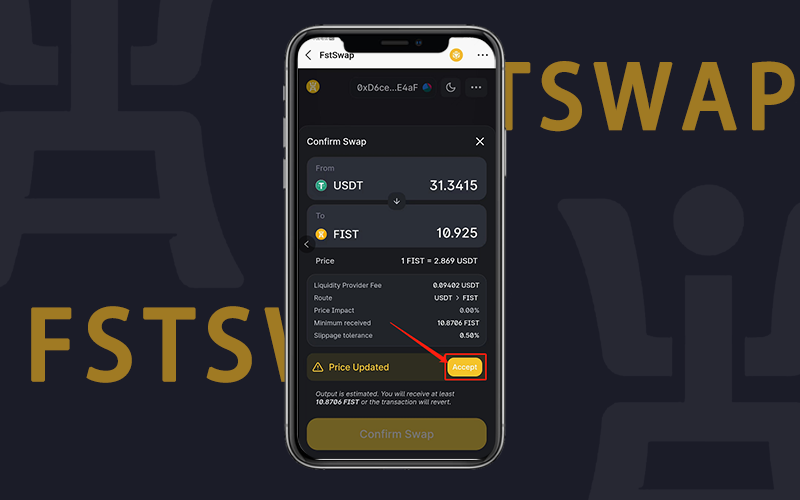 FstSwap
0xD6ce...E4aF
TSWAP
Confirm Swap
From
USDT 31.3415
To
FIST 10.925
Price 1 FIST = 2.869 USDT
Liquidity Provider Fee 0.09402 USDT
Route USDT > FIST
Price Impact 0.00%
Minimum received 10.8706 FIST
Slippage tolerance 0.50%
FSTSW
Price Updated Accept
Output is estimated. You will receive at least
10.8706 FIST or the transaction will revert.
Confirm Swap